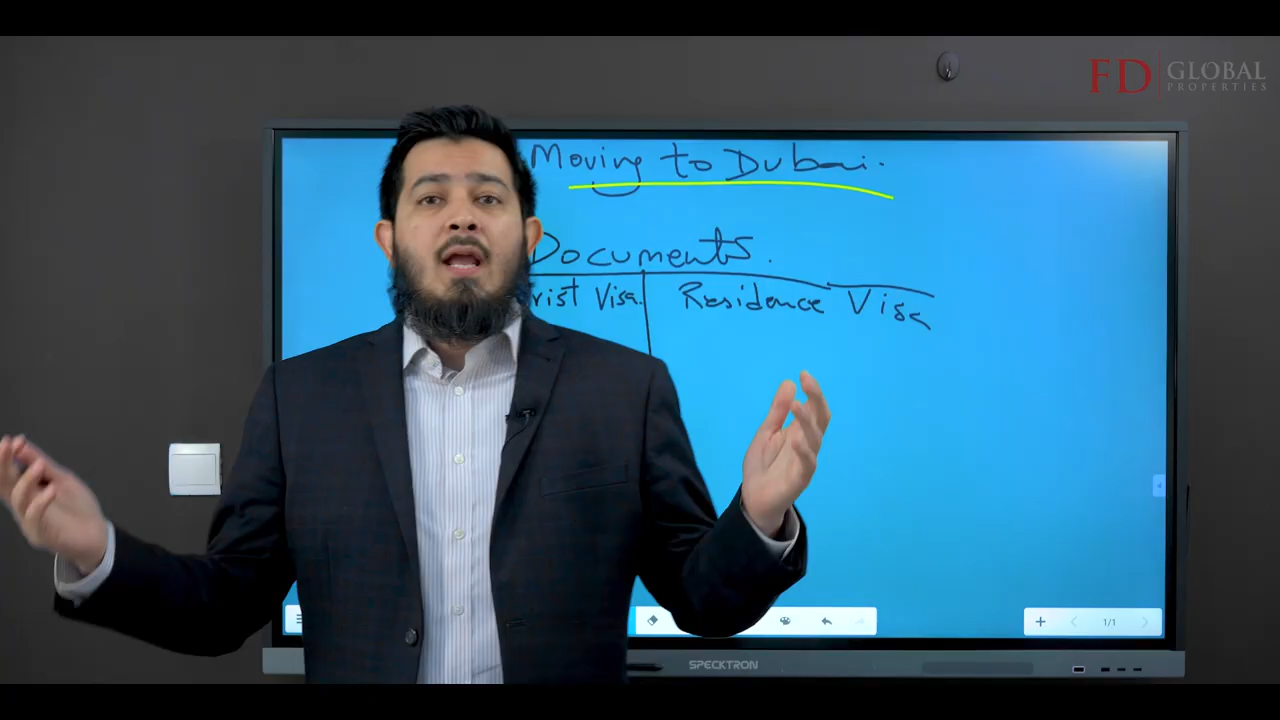 FD GLOBAL
PROPERTIES
Moving to Dubai.
Documents.
rist Visa.
Residence Visa
1/1
SPECKTRON